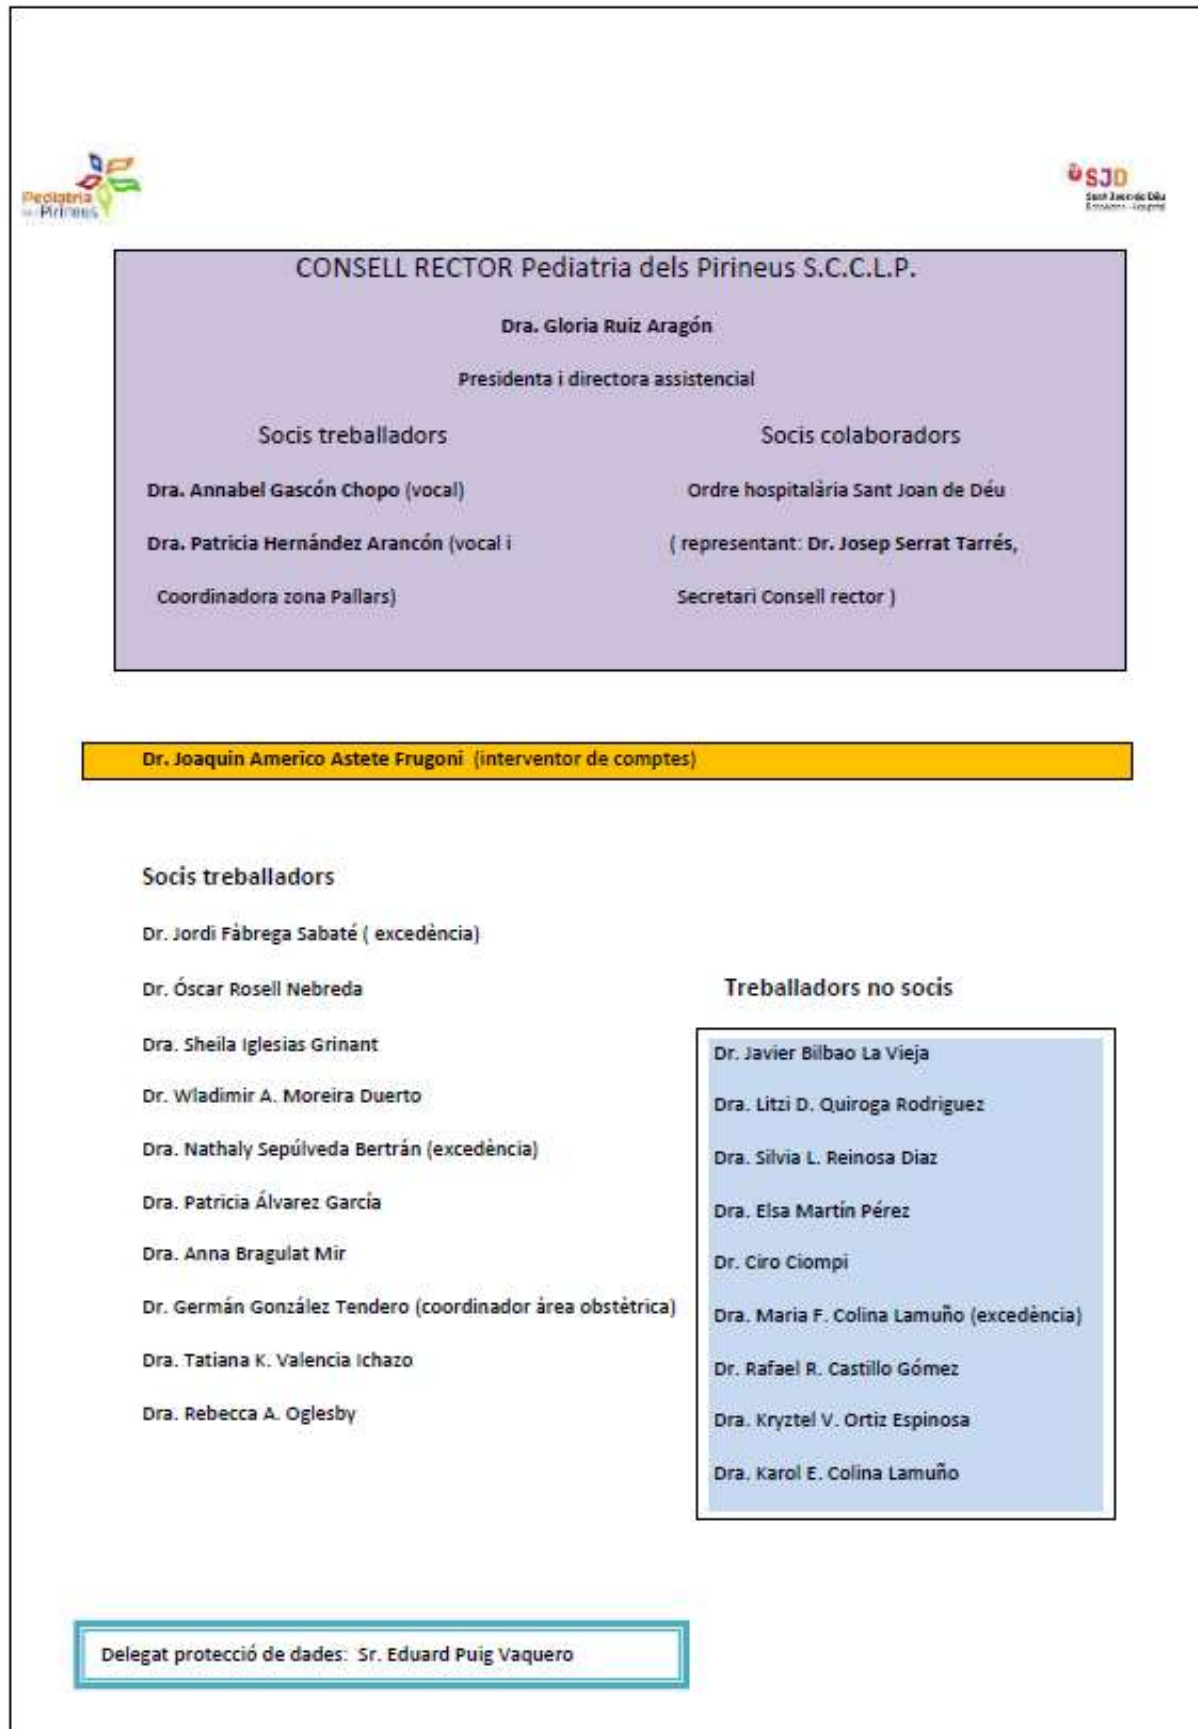 Pediatria
dels Pirineus
SJD
Sant Joan de Déu
Barcelona · Hospital
CONSELL RECTOR Pediatria dels Pirineus S.C.C.L.P.
Dra. Gloria Ruiz Aragón
Presidenta i directora assistencial
Socis treballadors
Dra. Annabel Gascón Chopo (vocal)
Dra. Patricia Hernández Arancón (vocal i
Coordinadora zona Pallars)
Socis colaboradors
Ordre hospitalària Sant Joan de Déu
( representant: Dr. Josep Serrat Tarrés,
Secretari Consell rector )
Dr. Joaquin Americo Astete Frugoni (interventor de comptes)
Socis treballadors
Dr. Jordi Fàbrega Sabaté ( excedència)
Dr. Óscar Rosell Nebreda
Dra. Sheila Iglesias Grinant
Dr. Wladimir A. Moreira Duerto
Dra. Nathaly Sepúlveda Bertrán (excedència)
Dra. Patricia Álvarez García
Dra. Anna Bragulat Mir
Dr. Germán González Tendero (coordinador àrea obstètrica)
Dra. Tatiana K. Valencia Ichazo
Dra. Rebecca A. Oglesby
Treballadors no socis
Dr. Javier Bilbao La Vieja
Dra. Litzi D. Quiroga Rodriguez
Dra. Silvia L. Reinosa Diaz
Dra. Elsa Martín Pérez
Dr. Ciro Ciompi
Dra. Maria F. Colina Lamuño (excedència)
Dr. Rafael R. Castillo Gómez
Dra. Kryztel V. Ortiz Espinosa
Dra. Karol E. Colina Lamuño
Delegat protecció de dades: Sr. Eduard Puig Vaquero